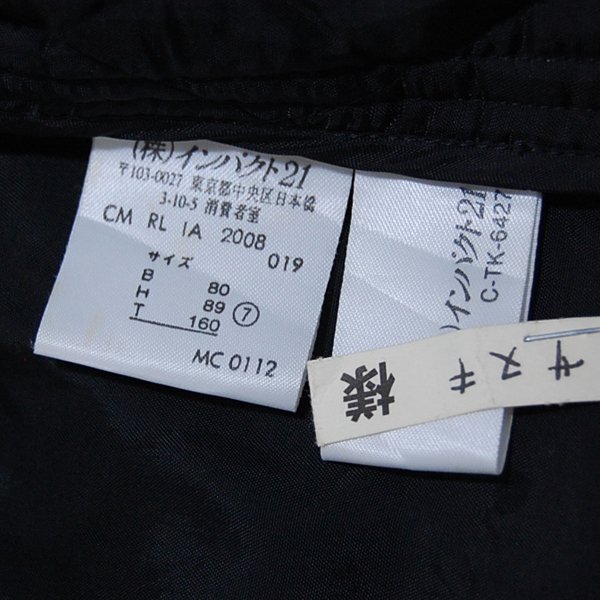 (株)インパクト21
〒103-0027 東京都中央区日本橋
3-10-5 消費者室
CM RL IA 2008
019
サイズ
B 80
H 89 ⑦
T 160
MC 0112
インパクト21
C-TK-6427
サスキ 様